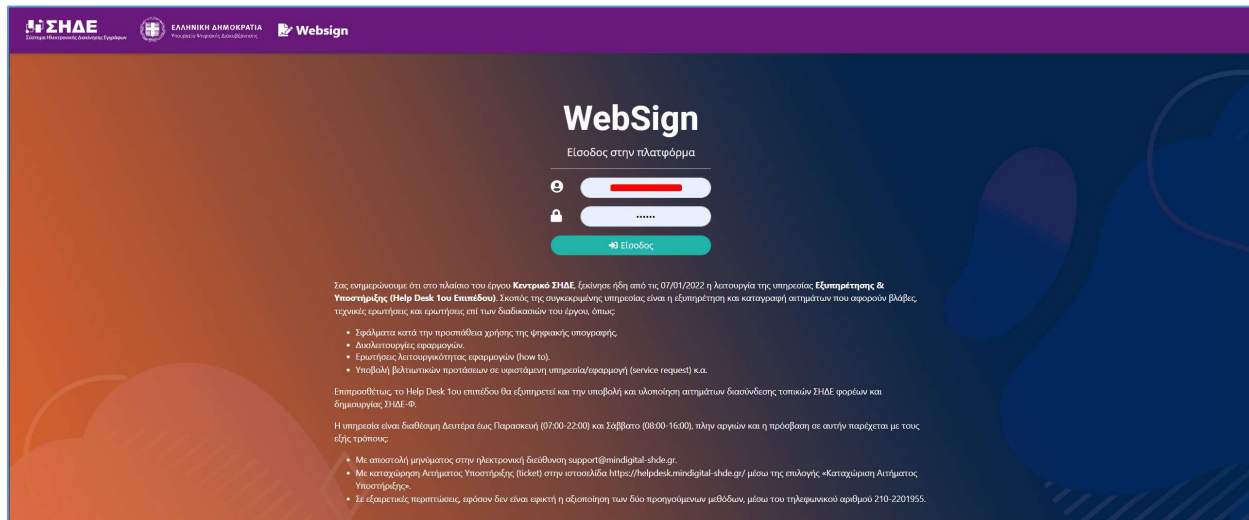 ΣΗΔΕ
Σύστημα Ηλεκτρονικής Διακίνησης Εγγράφων
ΕΛΛΗΝΙΚΗ ΔΗΜΟΚΡΑΤΙΑ
Υπουργείο Ψηφιακής Διακυβέρνησης
Websign
WebSign
Είσοδος στην πλατφόρμα
Είσοδος
Σας ενημερώνουμε ότι στο πλαίσιο του έργου Κεντρικό ΣΗΔΕ, ξεκίνησε ήδη από τις 07/01/2022 η λειτουργία της υπηρεσίας Εξυπηρέτησης &
Υποστήριξης (Help Desk 1ου Επιπέδου). Σκοπός της συγκεκριμένης υπηρεσίας είναι η εξυπηρέτηση και καταγραφή αιτημάτων που αφορούν βλάβες,
τεχνικές ερωτήσεις και ερωτήσεις επί των διαδικασιών του έργου, όπως:
• Σφάλματα κατά την προσπάθεια χρήσης της ψηφιακής υπογραφής.
• Δυσλειτουργίες εφαρμογών.
• Ερωτήσεις λειτουργικότητας εφαρμογών (how to).
• Υποβολή βελτιωτικών προτάσεων σε υφιστάμενη υπηρεσία/εφαρμογή (service request) κ.α.
Επιπροσθέτως, το Help Desk 1ου επιπέδου θα εξυπηρετεί και την υποβολή και υλοποίηση αιτημάτων διασύνδεσης τοπικών ΣΗΔΕ φορέων και
δημιουργίας ΣΗΔΕ-Φ.
Η υπηρεσία είναι διαθέσιμη Δευτέρα έως Παρασκευή (07:00-22:00) και Σάββατο (08:00-16:00), πλην αργιών και η πρόσβαση σε αυτήν παρέχεται με τους
εξής τρόπους:
• Με αποστολή μηνύματος στην ηλεκτρονική διεύθυνση support@mindigital-shde.gr.
• Με καταχώρηση Αιτήματος Υποστήριξης (ticket) στην ιστοσελίδα https://helpdesk.mindigital-shde.gr/ μέσω της επιλογής «Καταχώριση Αιτήματος
Υποστήριξης».
• Σε εξαιρετικές περιπτώσεις, εφόσον δεν είναι εφικτή η αξιοποίηση των δύο προηγούμενων μεθόδων, μέσω του τηλεφωνικού αριθμού 210-2201955.